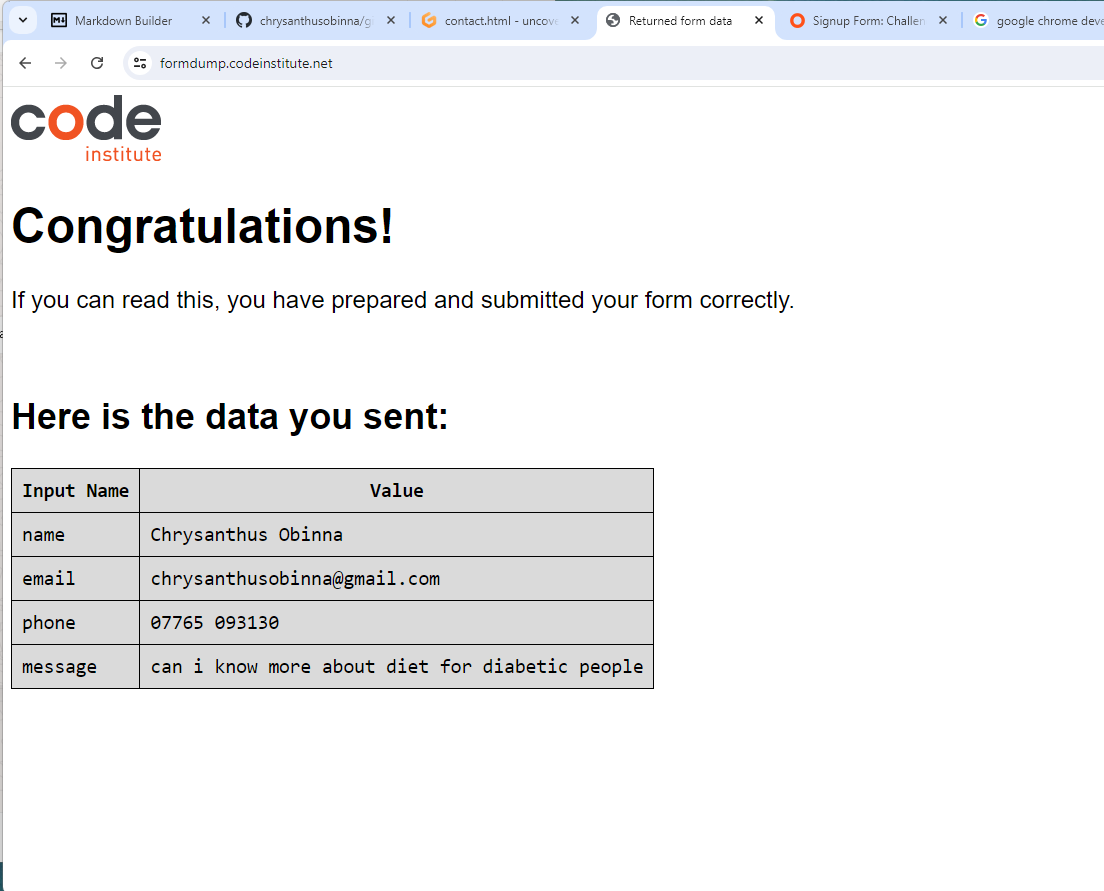 Markdown Builder
chrysanthusobinna/gi
contact.html - uncove
Returned form data
Signup Form: Challen
google chrome deve
formdump.codeinstitute.net
code
institute
Congratulations!
If you can read this, you have prepared and submitted your form correctly.
Here is the data you sent:
Input Name Value
name Chrysanthus Obinna
email chrysanthusobinna@gmail.com
phone 07765 093130
message can i know more about diet for diabetic people